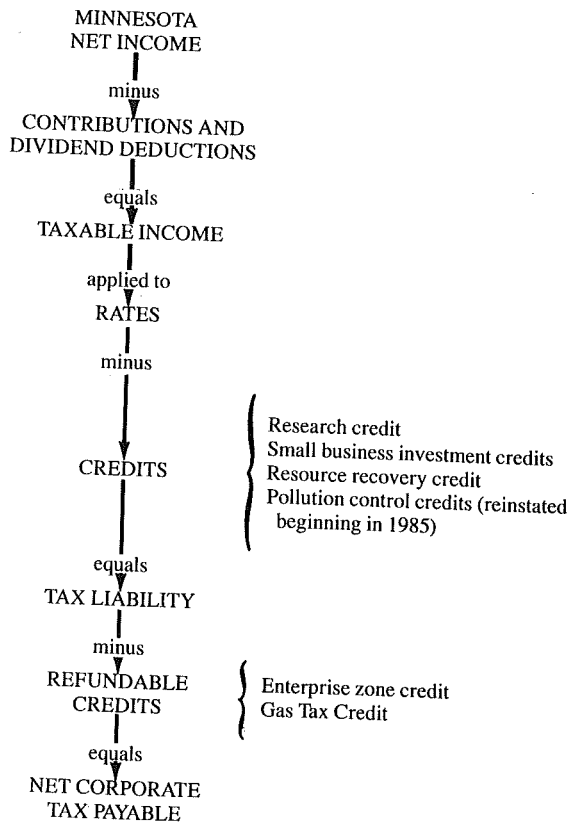 MINNESOTA
NET INCOME
minus
CONTRIBUTIONS AND
DIVIDEND DEDUCTIONS
equals
TAXABLE INCOME
applied to
RATES
minus
CREDITS
Research credit
Small business investment credits
Resource recovery credit
Pollution control credits (reinstated
beginning in 1985)
equals
TAX LIABILITY
minus
REFUNDABLE
CREDITS
Enterprise zone credit
Gas Tax Credit
equals
NET CORPORATE
TAX PAYABLE